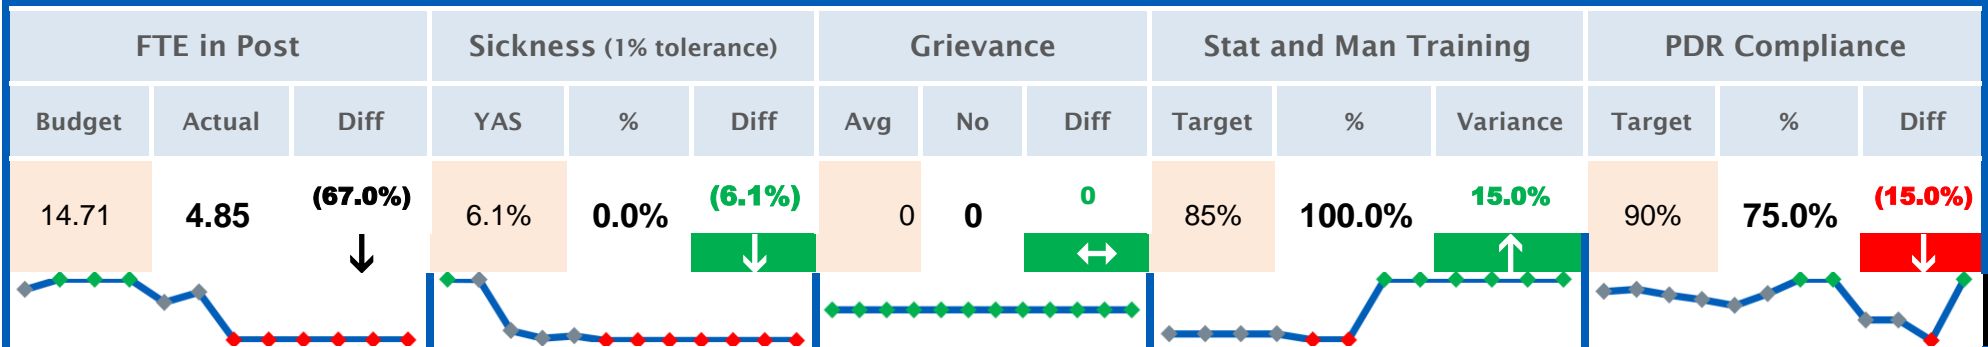 FTE in Post Sickness (1% tolerance) Grievance Stat and Man Training PDR Compliance
Budget Actual Diff YAS % Diff Avg No Diff Target % Variance Target % Diff
14.71 4.85 (67.0%) 6.1% 0.0% (6.1%) 0 0 0 85% 100.0% 15.0% 90% 75.0% (15.0%)